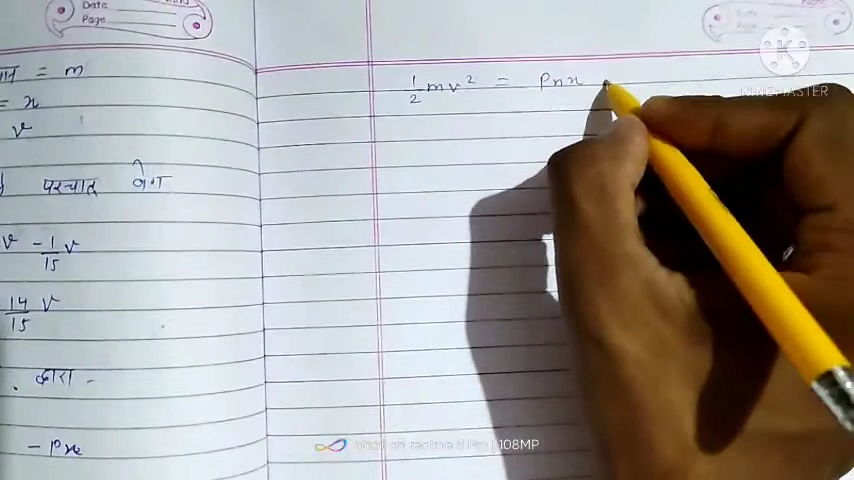 Date
Page
= m
= x
v
पश्चात् वेग
v - 1/15 v
14/15 v
द्वारा -
- Px
1/2 mv² = Pnx
KINEMASTER
Shot on realme 8 Pro | 108MP